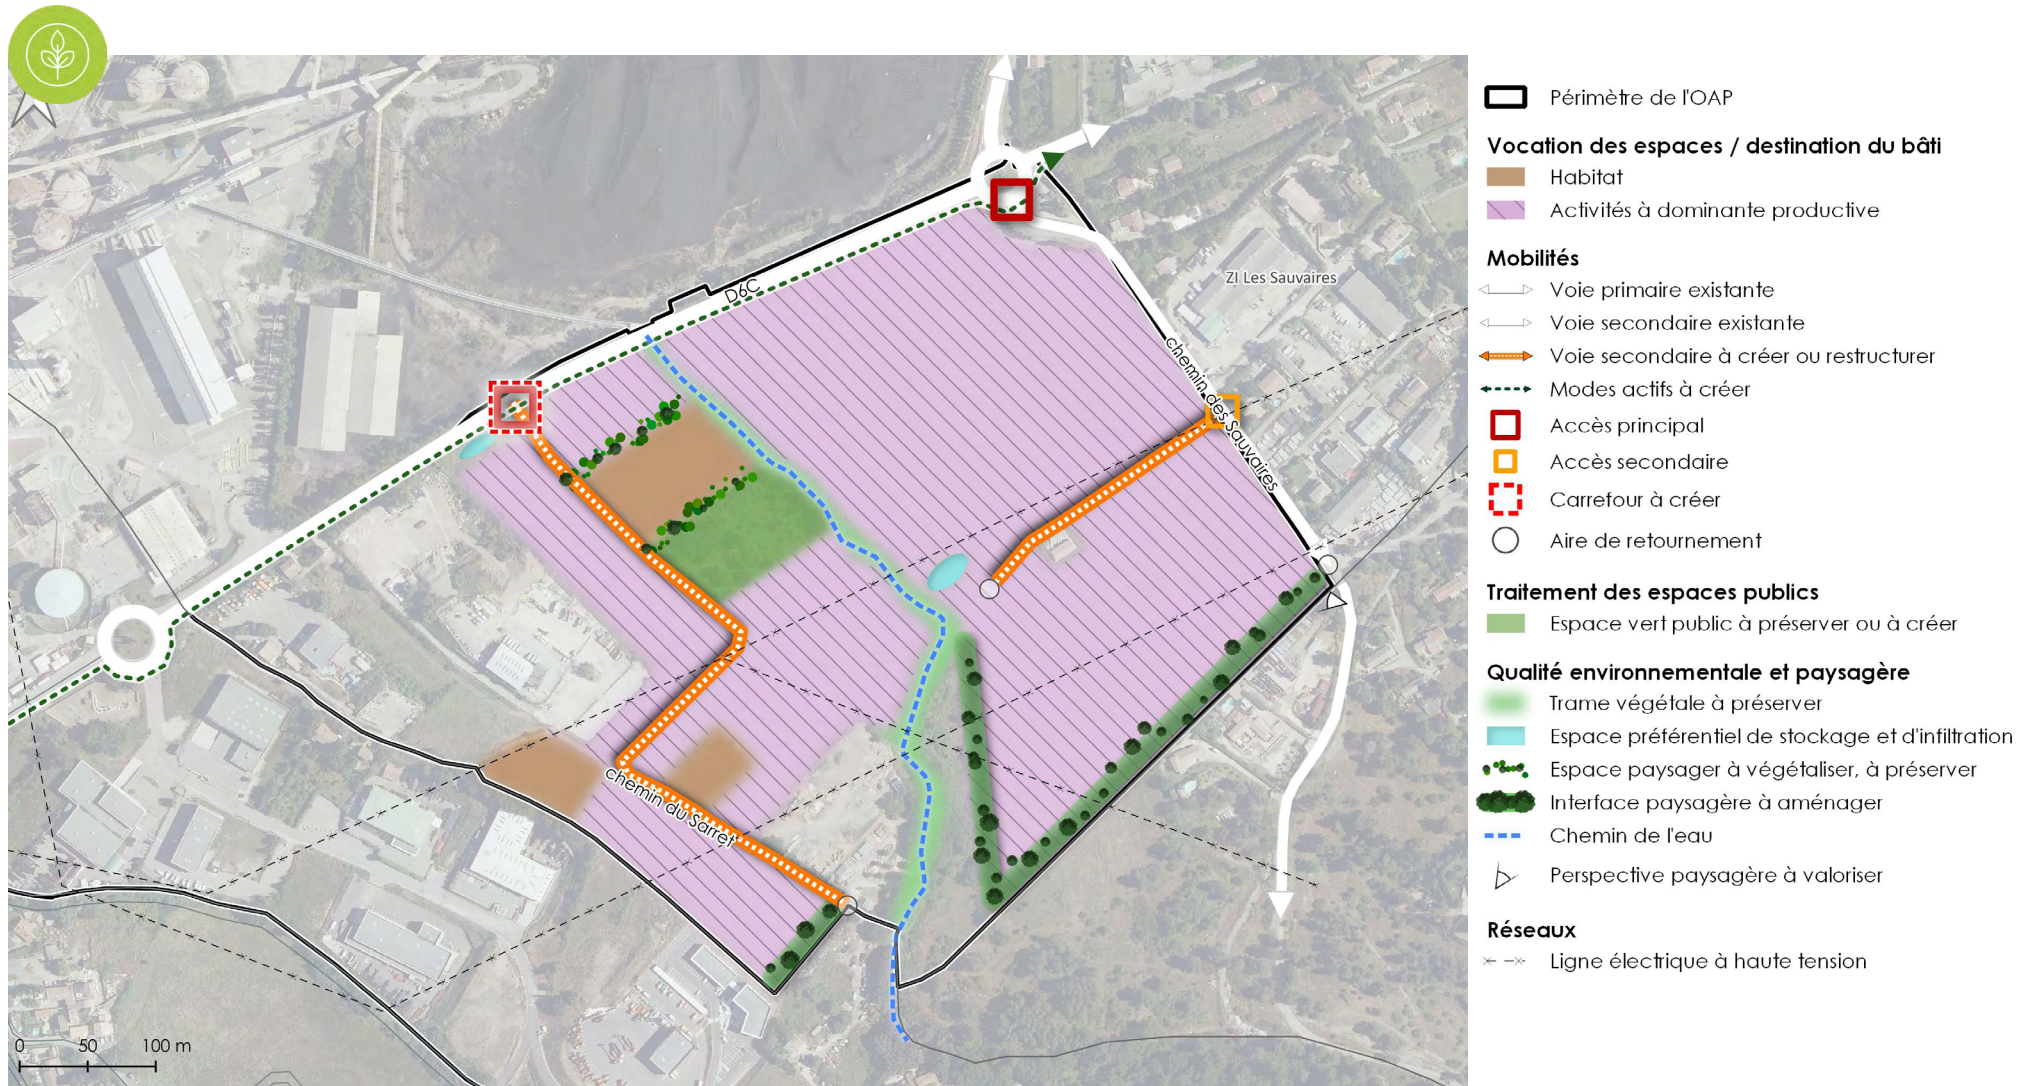 D6C
ZI Les Sauvaires
chemin des Sauvaires
chemin du Sarret
0 50 100 m
Périmètre de l'OAP
Vocation des espaces / destination du bâti
Habitat
Activités à dominante productive
Mobilités
Voie primaire existante
Voie secondaire existante
Voie secondaire à créer ou restructurer
Modes actifs à créer
Accès principal
Accès secondaire
Carrefour à créer
Aire de retournement
Traitement des espaces publics
Espace vert public à préserver ou à créer
Qualité environnementale et paysagère
Trame végétale à préserver
Espace préférentiel de stockage et d'infiltration
Espace paysager à végétaliser, à préserver
Interface paysagère à aménager
Chemin de l'eau
Perspective paysagère à valoriser
Réseaux
Ligne électrique à haute tension